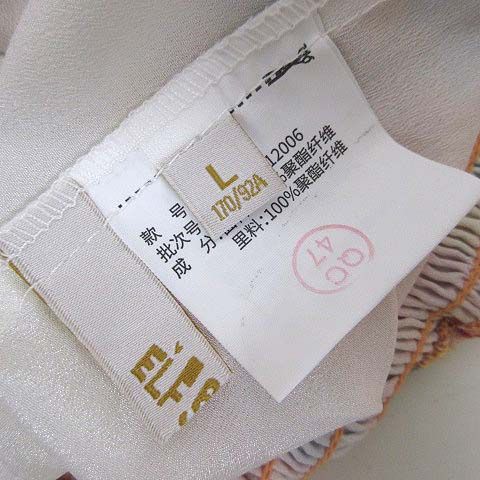 L
170/92A
款 号
12006
批次号
%聚酯纤维
成 分:
里料:100%聚酯纤维
QC
47